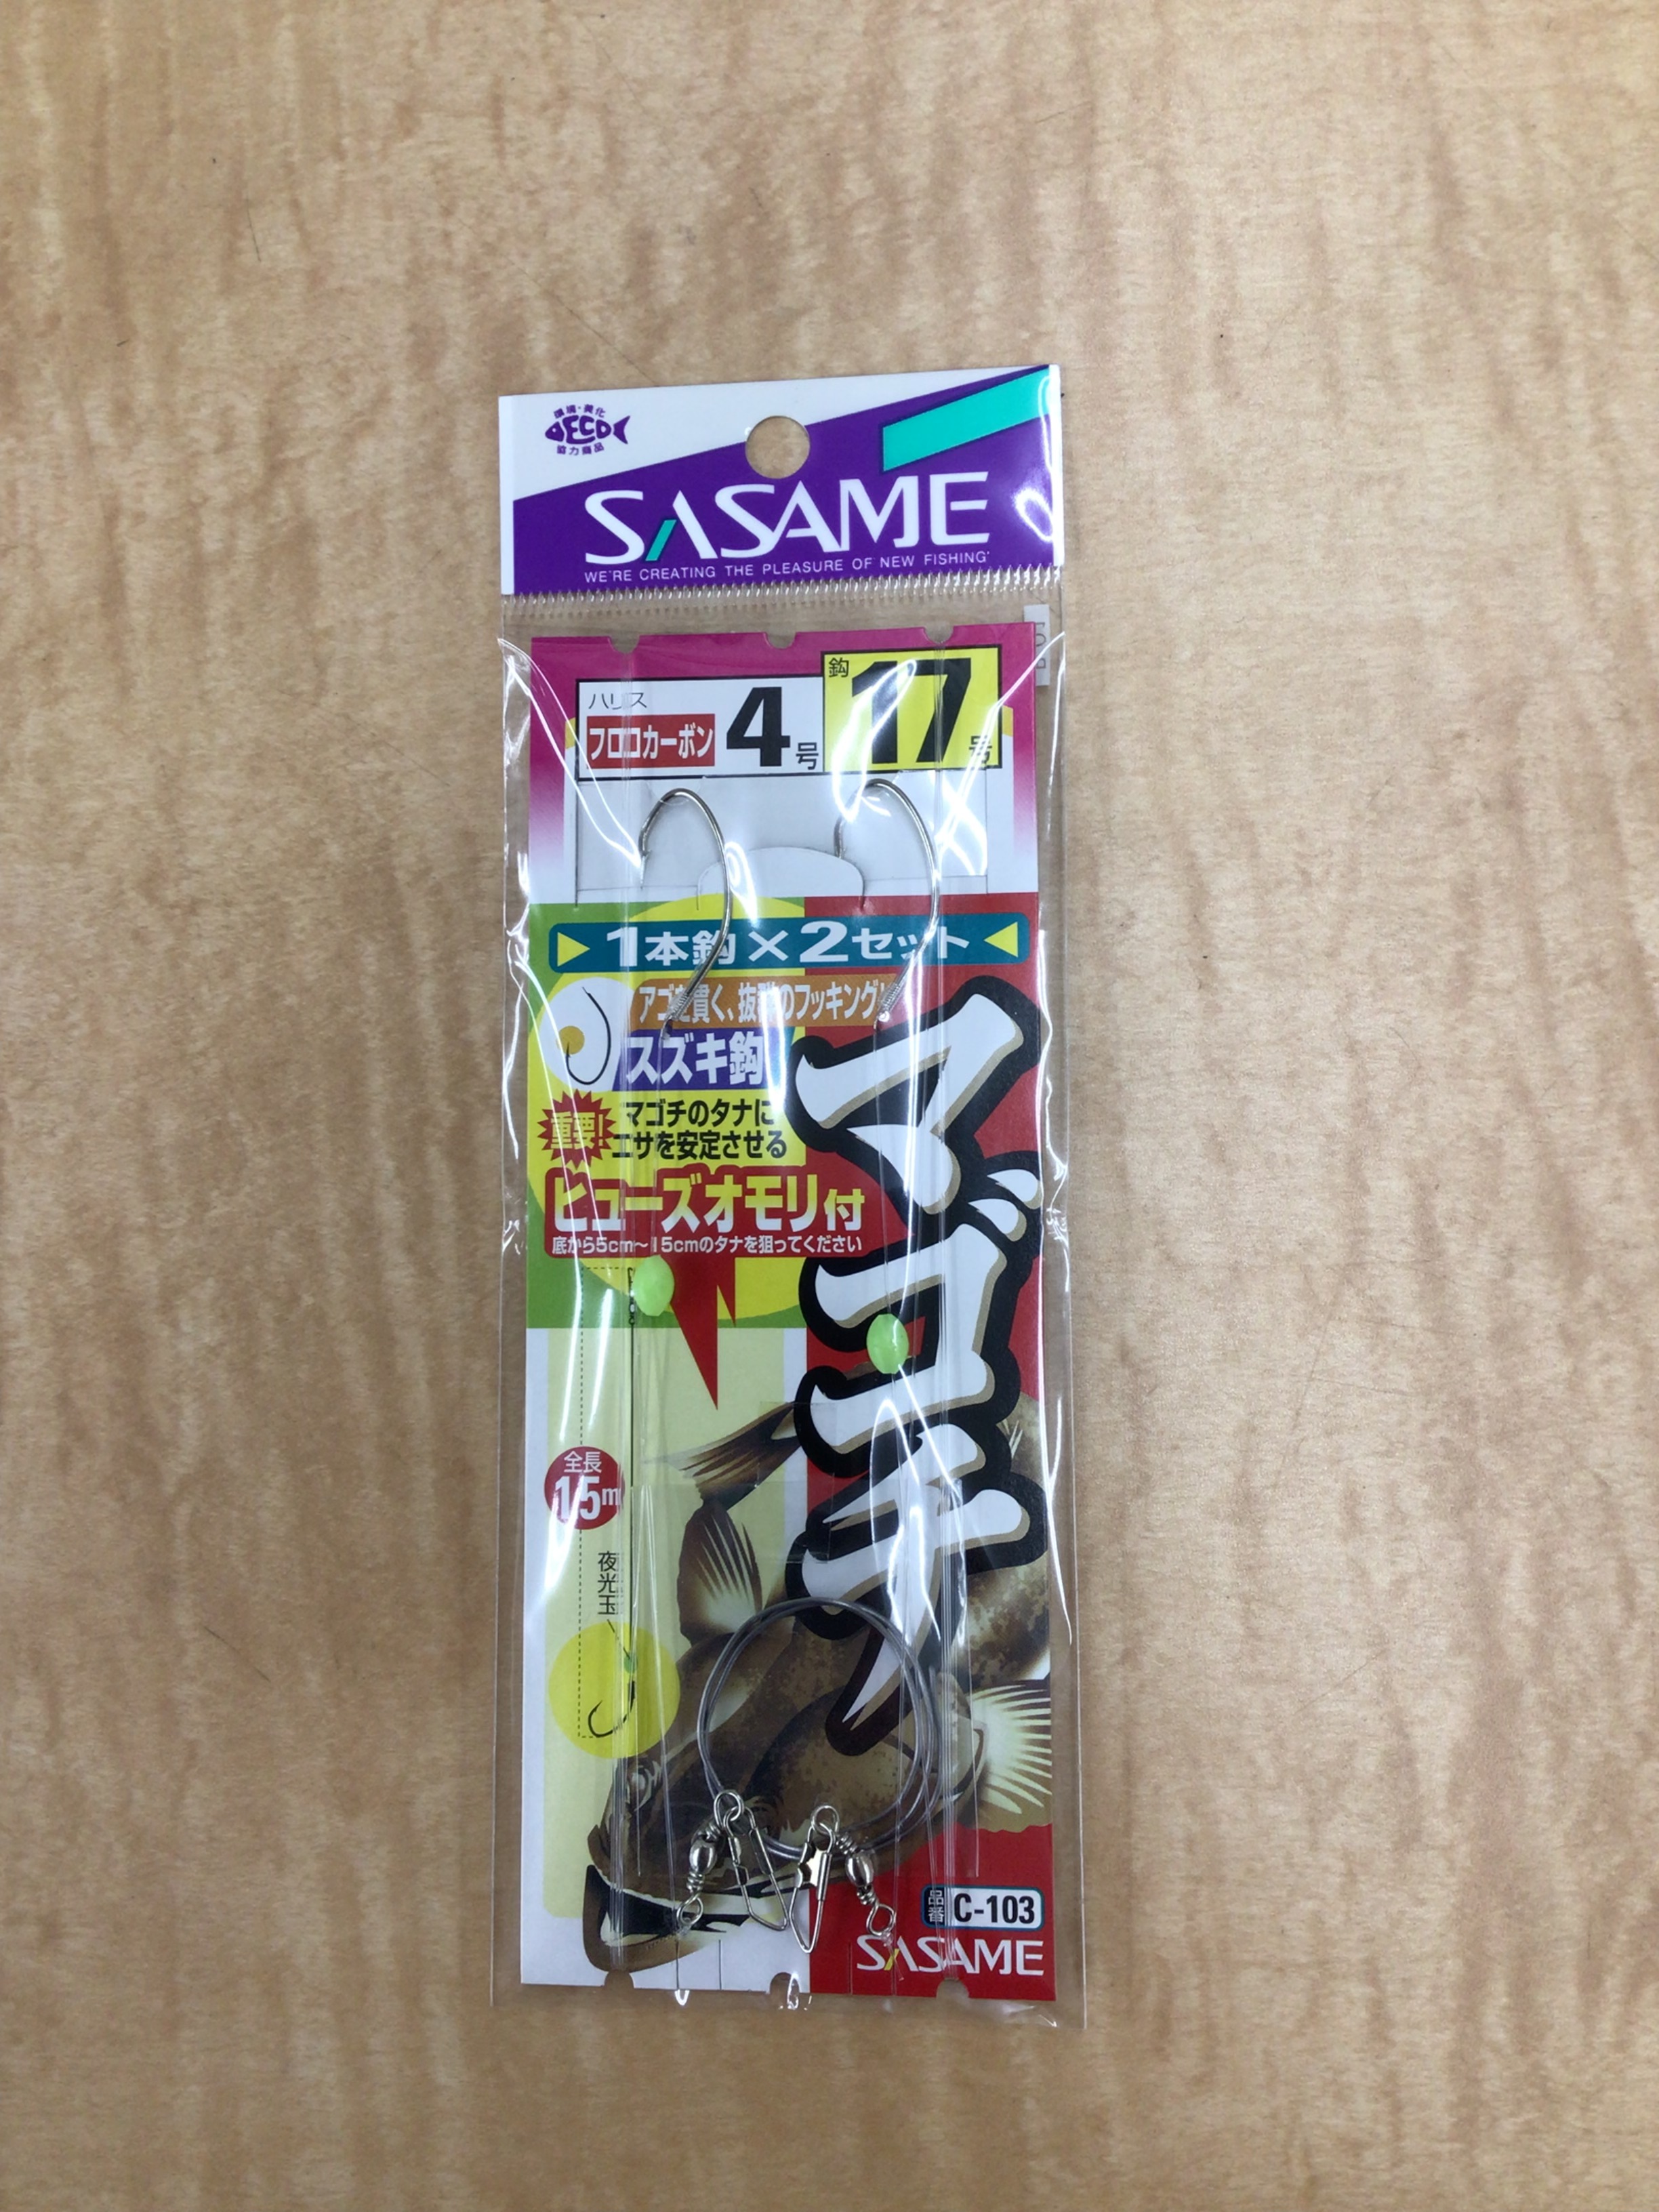 環境・美化
ECO
協力商品
SASAME
WE'RE CREATING THE PLEASURE OF NEW FISHING
ハリス
フロロカーボン
4号
鈎
17号
1本鈎×2セット
アゴを貫く、抜群のフッキング!
スズキ鈎
重要!
マゴチのタナに
エサを安定させる
ヒューズオモリ付
底から5cm〜15cmのタナを狙ってください
マゴチ
全長
1.5m
夜光玉
品番
C-103
SASAME